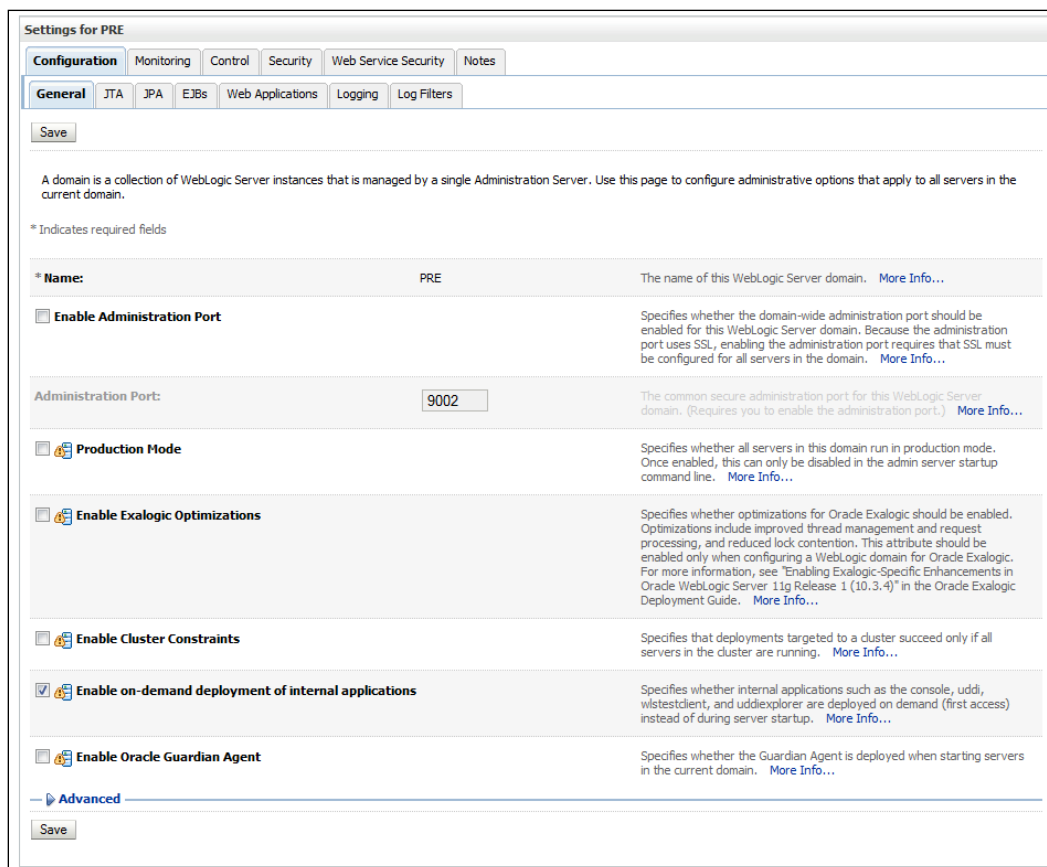 Settings for PRE
Configuration Monitoring Control Security Web Service Security Notes
General JTA JPA EJBs Web Applications Logging Log Filters
Save
A domain is a collection of WebLogic Server instances that is managed by a single Administration Server. Use this page to configure administrative options that apply to all servers in the
current domain.
* Indicates required fields
* Name: PRE The name of this WebLogic Server domain. More Info...
Enable Administration Port Specifies whether the domain-wide administration port should be
enabled for this WebLogic Server domain. Because the administration
port uses SSL, enabling the administration port requires that SSL must
be configured for all servers in the domain. More Info...
Administration Port: 9002 The common secure administration port for this WebLogic Server
domain. (Requires you to enable the administration port.) More Info...
Production Mode Specifies whether all servers in this domain run in production mode.
Once enabled, this can only be disabled in the admin server startup
command line. More Info...
Enable Exalogic Optimizations Specifies whether optimizations for Oracle Exalogic should be enabled.
Optimizations include improved thread management and request
processing, and reduced lock contention. This attribute should be
enabled only when configuring a WebLogic domain for Oracle Exalogic.
For more information, see "Enabling Exalogic-Specific Enhancements in
Oracle WebLogic Server 11g Release 1 (10.3.4)" in the Oracle Exalogic
Deployment Guide. More Info...
Enable Cluster Constraints Specifies that deployments targeted to a cluster succeed only if all
servers in the cluster are running. More Info...
Enable on-demand deployment of internal applications Specifies whether internal applications such as the console, uddi,
wlstestclient, and uddiexplorer are deployed on demand (first access)
instead of during server startup. More Info...
Enable Oracle Guardian Agent Specifies whether the Guardian Agent is deployed when starting servers
in the current domain. More Info...
Advanced
Save